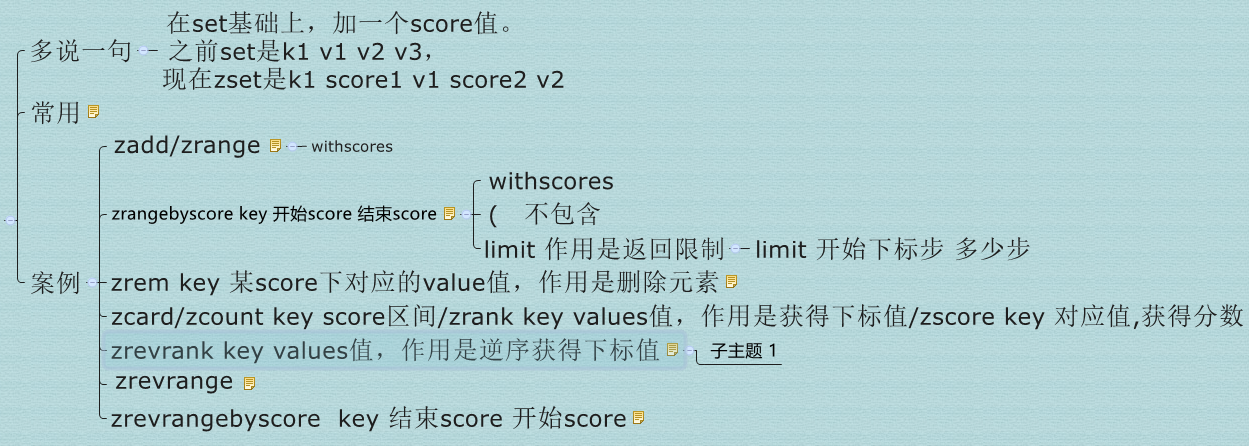 在set基础上，加一个score值。
多说一句
之前set是k1 v1 v2 v3，
现在zset是k1 score1 v1 score2 v2
常用
zadd/zrange
withscores
zrangebyscore key 开始score 结束score
withscores
( 不包含
limit 作用是返回限制
limit 开始下标步 多少步
案例
zrem key 某score下对应的value值，作用是删除元素
zcard/zcount key score区间/zrank key values值，作用是获得下标值/zscore key 对应值,获得分数
zrevrank key values值，作用是逆序获得下标值
子主题 1
zrevrange
zrevrangebyscore key 结束score 开始score